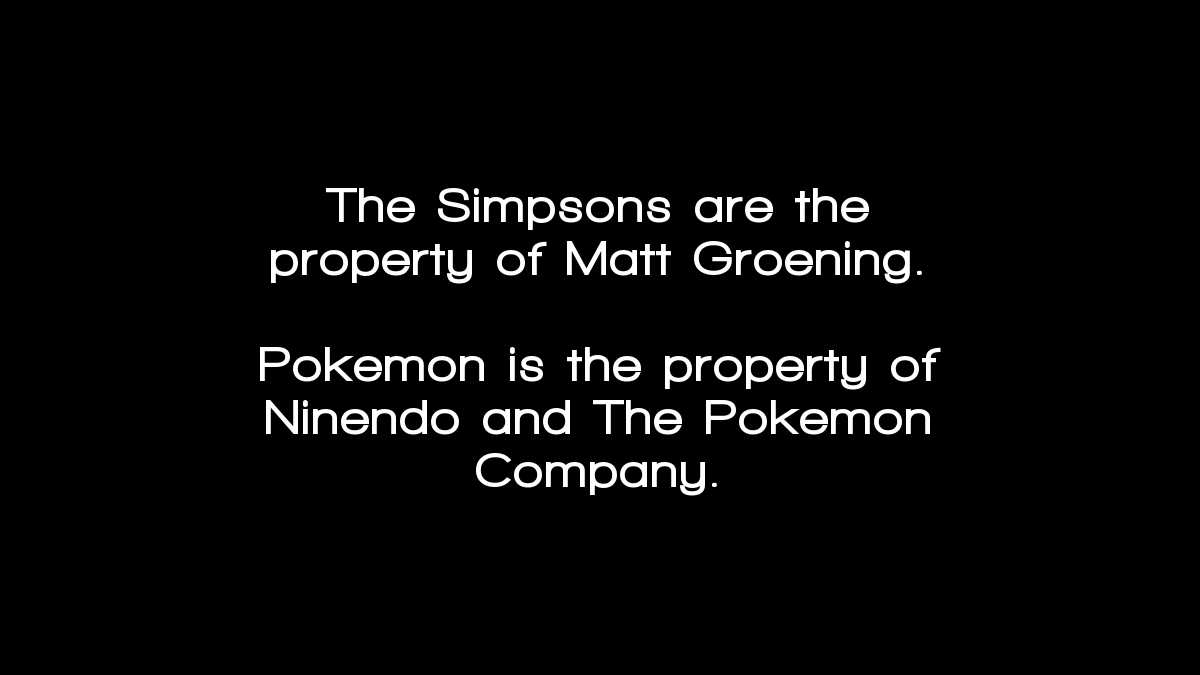 The Simpsons are the
property of Matt Groening.
Pokemon is the property of
Ninendo and The Pokemon
Company.